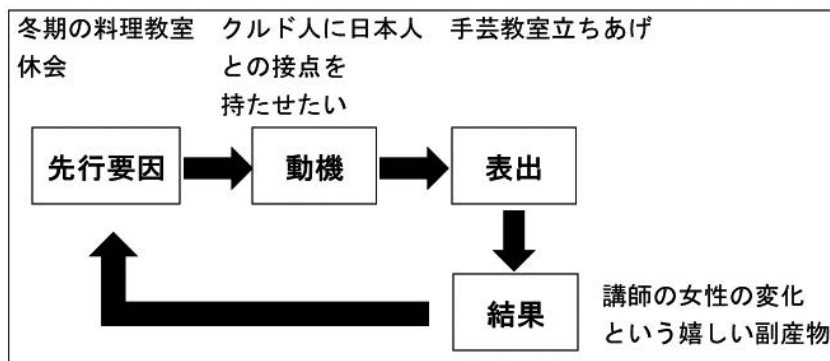 冬期の料理教室
休会
クルド人に日本人
との接点を
持たせたい
手芸教室立ちあげ
先行要因
動機
表出
結果
講師の女性の変化
という嬉しい副産物